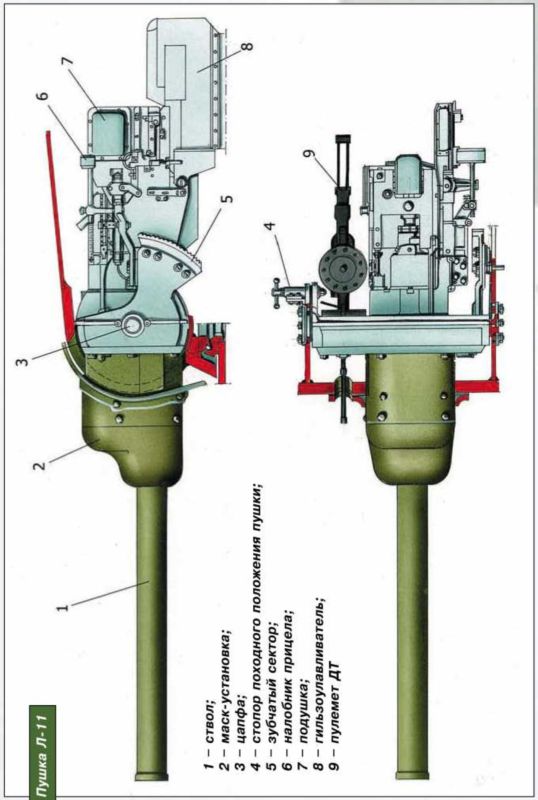 Пушка Л-11
1 – ствол;
2 – маск-установка;
3 – цапфа;
4 – стопор походного положения пушки;
5 – зубчатый сектор;
6 – налобник прицела;
7 – подушка;
8 – гильзоулавливатель;
9 – пулемет ДТ
1
2
3
6
7
5
8
4
9